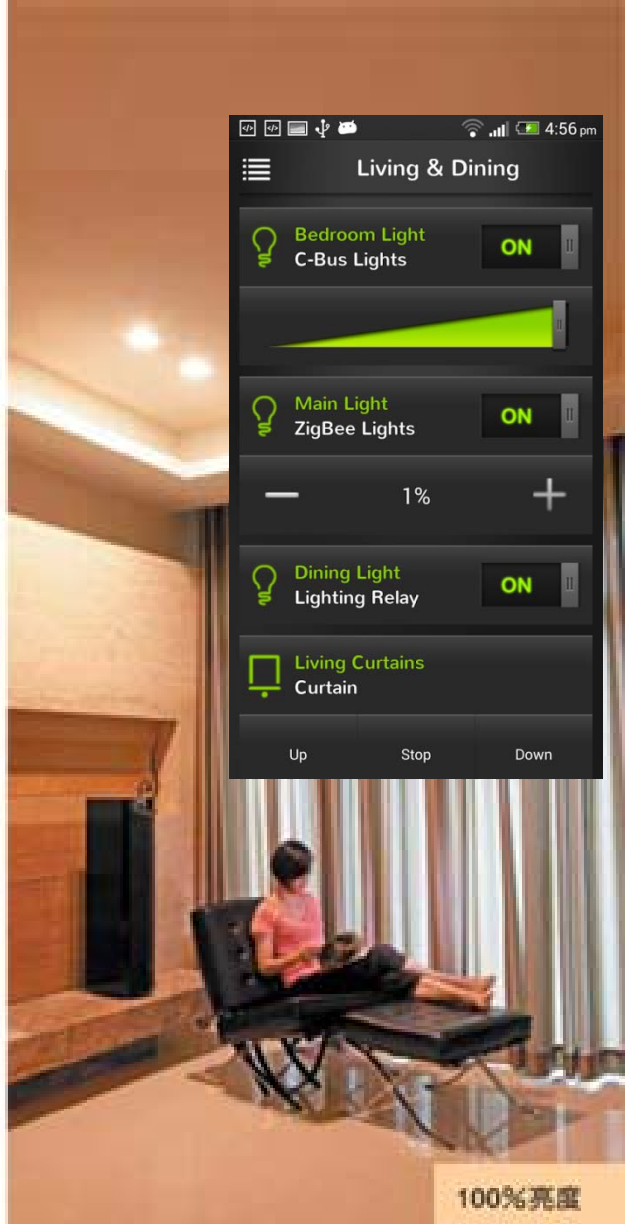 4:56 pm
Living & Dining
Bedroom Light
C-Bus Lights
ON
Main Light
ZigBee Lights
ON
1%
Dining Light
Lighting Relay
ON
Living Curtains
Curtain
Up
Stop
Down
100%亮度